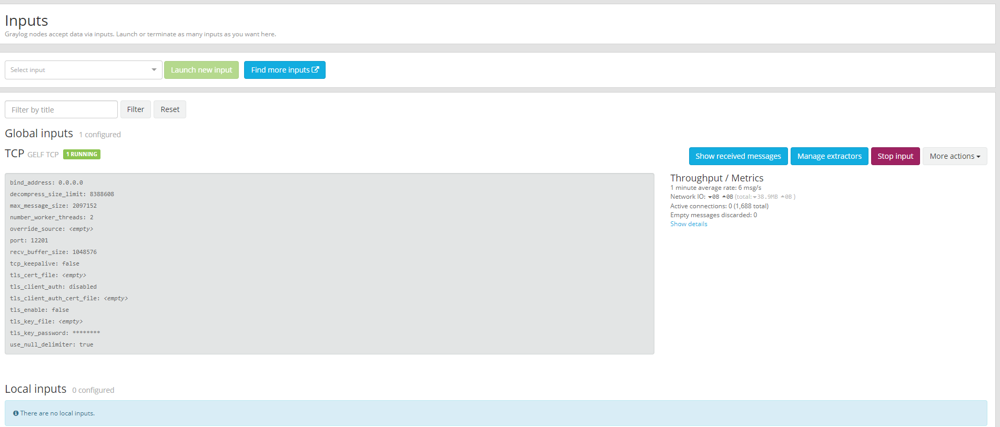 Inputs
Graylog nodes accept data via inputs. Launch or terminate as many inputs as you want here.
Select input
Launch new input
Find more inputs
Filter by title
Filter
Reset
Global inputs 1 configured
TCP GELF TCP 1 RUNNING
Show received messages
Manage extractors
Stop input
More actions
bind_address: 0.0.0.0
decompress_size_limit: 8388608
max_message_size: 2097152
number_worker_threads: 2
override_source: <empty>
port: 12201
recv_buffer_size: 1048576
tcp_keepalive: false
tls_cert_file: <empty>
tls_client_auth: disabled
tls_client_auth_cert_file: <empty>
tls_enable: false
tls_key_file: <empty>
tls_key_password: ********
use_null_delimiter: true
Throughput / Metrics
1 minute average rate: 6 msg/s
Network IO: 0B 0B (total: 38.9MB 0B )
Active connections: 0 (1,688 total)
Empty messages discarded: 0
Show details
Local inputs 0 configured
There are no local inputs.